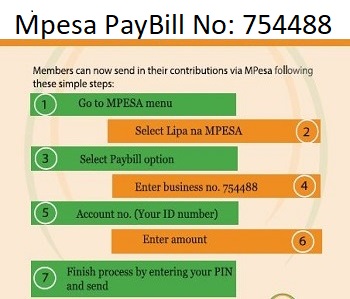 Mpesa PayBill No: 754488
Members can now send in their contributions via MPesa following
these simple steps:
1 Go to MPESA menu
Select Lipa na MPESA 2
3 Select Paybill option
Enter business no. 754488 4
5 Account no. (Your ID number)
Enter amount 6
7 Finish process by entering your PIN
and send